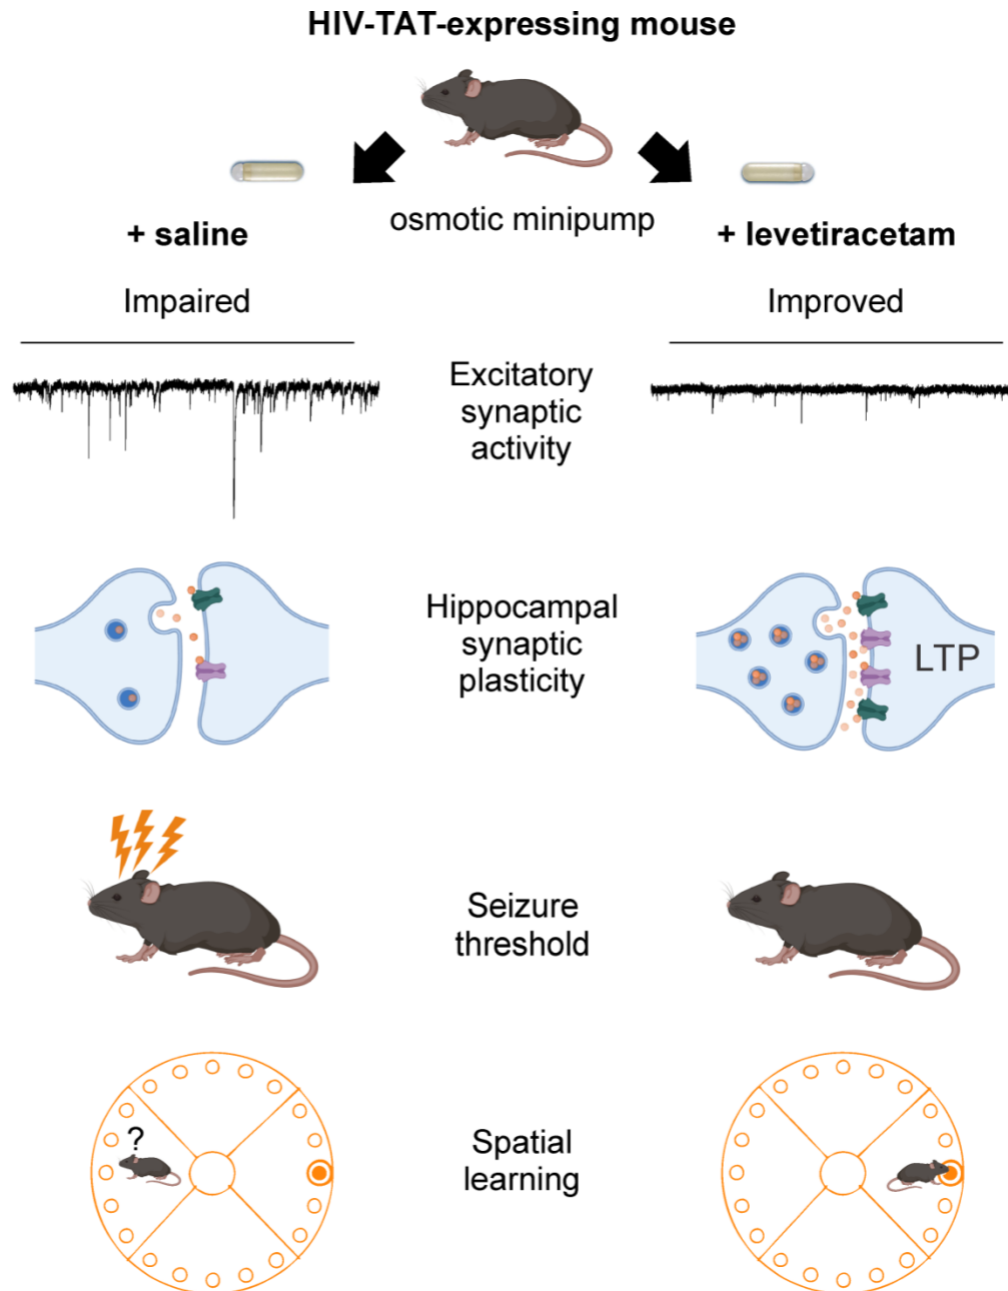 HIV-TAT-expressing mouse
osmotic minipump
+ saline
+ levetiracetam
Impaired
Improved
Excitatory
synaptic
activity
Hippocampal
synaptic
plasticity
LTP
Seizure
threshold
?
Spatial
learning